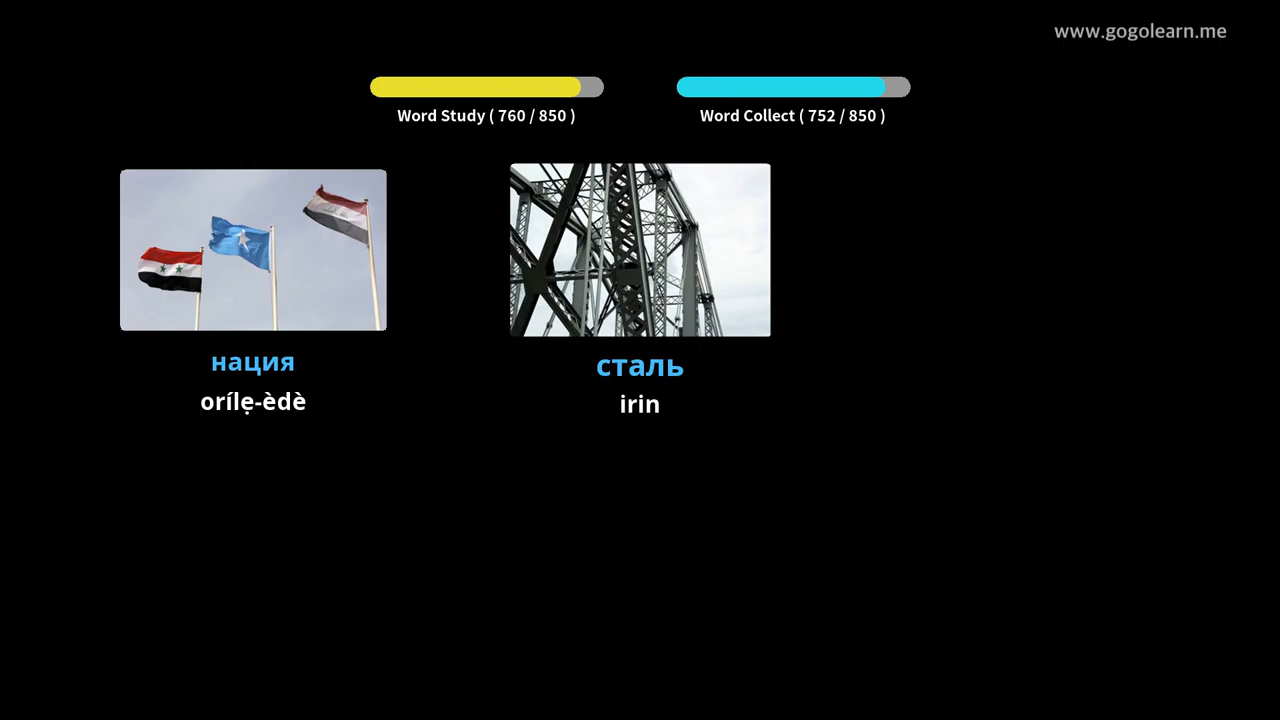 www.gogolearn.me
Word Study ( 760 / 850 )
Word Collect ( 752 / 850 )
нация
orílẹ-èdè
сталь
irin